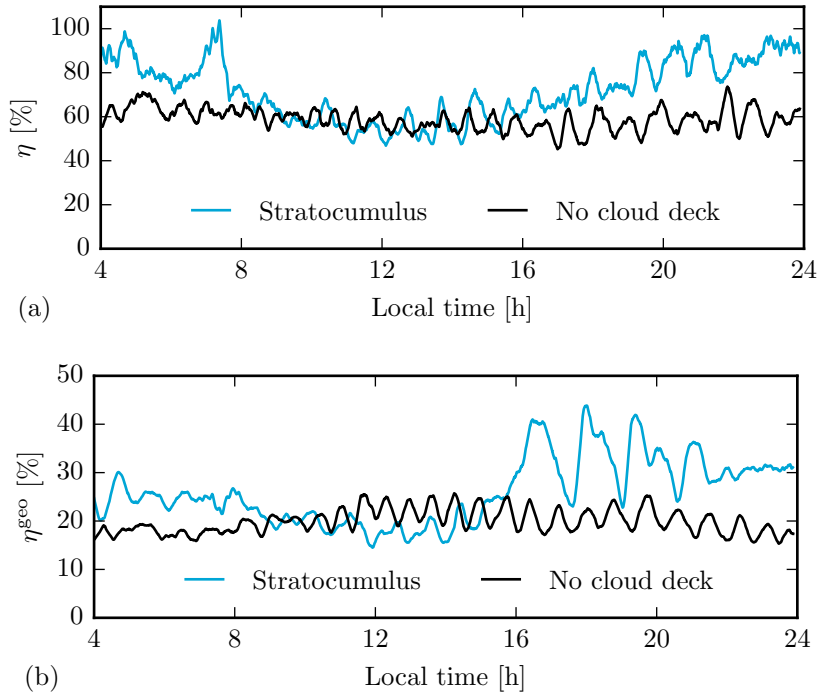 100
80
60
40
20
0
η [%]
Stratocumulus
No cloud deck
4 8 12 16 20 24
Local time [h]
(a)
50
40
30
20
10
0
η^geo [%]
Stratocumulus
No cloud deck
4 8 12 16 20 24
Local time [h]
(b)